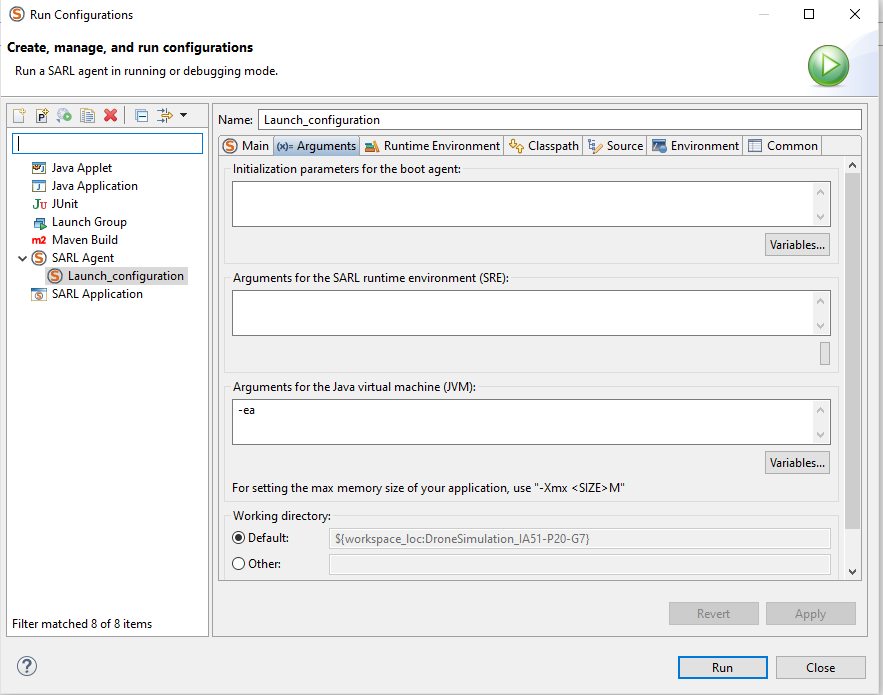 Run Configurations
Create, manage, and run configurations
Run a SARL agent in running or debugging mode.
Name: Launch_configuration
Main (x)= Arguments Runtime Environment Classpath Source Environment Common
Java Applet
Java Application
JUnit
Launch Group
Maven Build
SARL Agent
Launch_configuration
SARL Application
Filter matched 8 of 8 items
Initialization parameters for the boot agent:
Variables...
Arguments for the SARL runtime environment (SRE):
Arguments for the Java virtual machine (JVM):
-ea
Variables...
For setting the max memory size of your application, use "-Xmx <SIZE>M"
Working directory:
Default: ${workspace_loc:DroneSimulation_IA51-P20-G7}
Other:
Revert Apply
Run Close